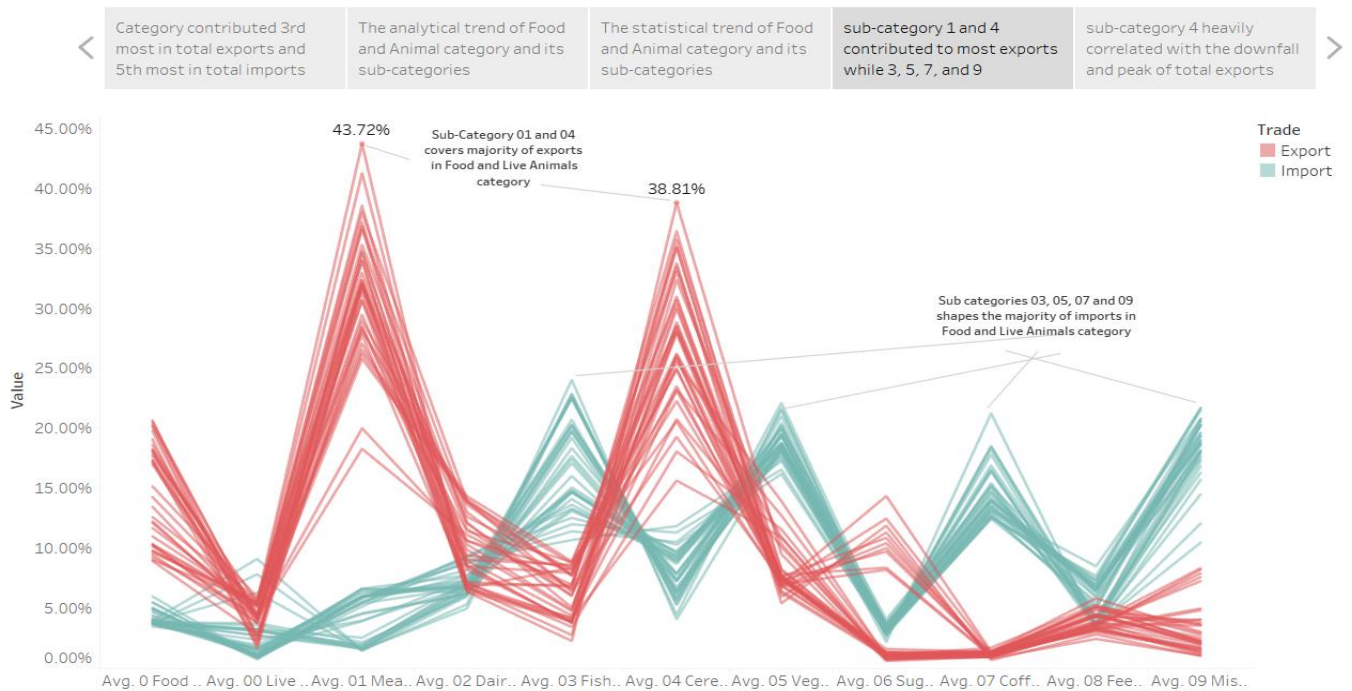 Category contributed 3rd
most in total exports and
5th most in total imports
The analytical trend of Food
and Animal category and its
sub-categories
The statistical trend of Food
and Animal category and its
sub-categories
sub-category 1 and 4
contributed to most exports
while 3, 5, 7, and 9
sub-category 4 heavily
correlated with the downfall
and peak of total exports
45.00%
40.00%
35.00%
30.00%
25.00%
20.00%
15.00%
10.00%
5.00%
0.00%
Value
43.72%
Sub-Category 01 and 04
covers majority of exports
in Food and Live Animals
category
38.81%
Sub categories 03, 05, 07 and 09
shapes the majority of imports in
Food and Live Animals category
Trade
Export
Import
Avg. 0 Food .. Avg. 00 Live .. Avg. 01 Mea.. Avg. 02 Dair.. Avg. 03 Fish.. Avg. 04 Cere.. Avg. 05 Veg.. Avg. 06 Sug.. Avg. 07 Coff.. Avg. 08 Fee.. Avg. 09 Mis..